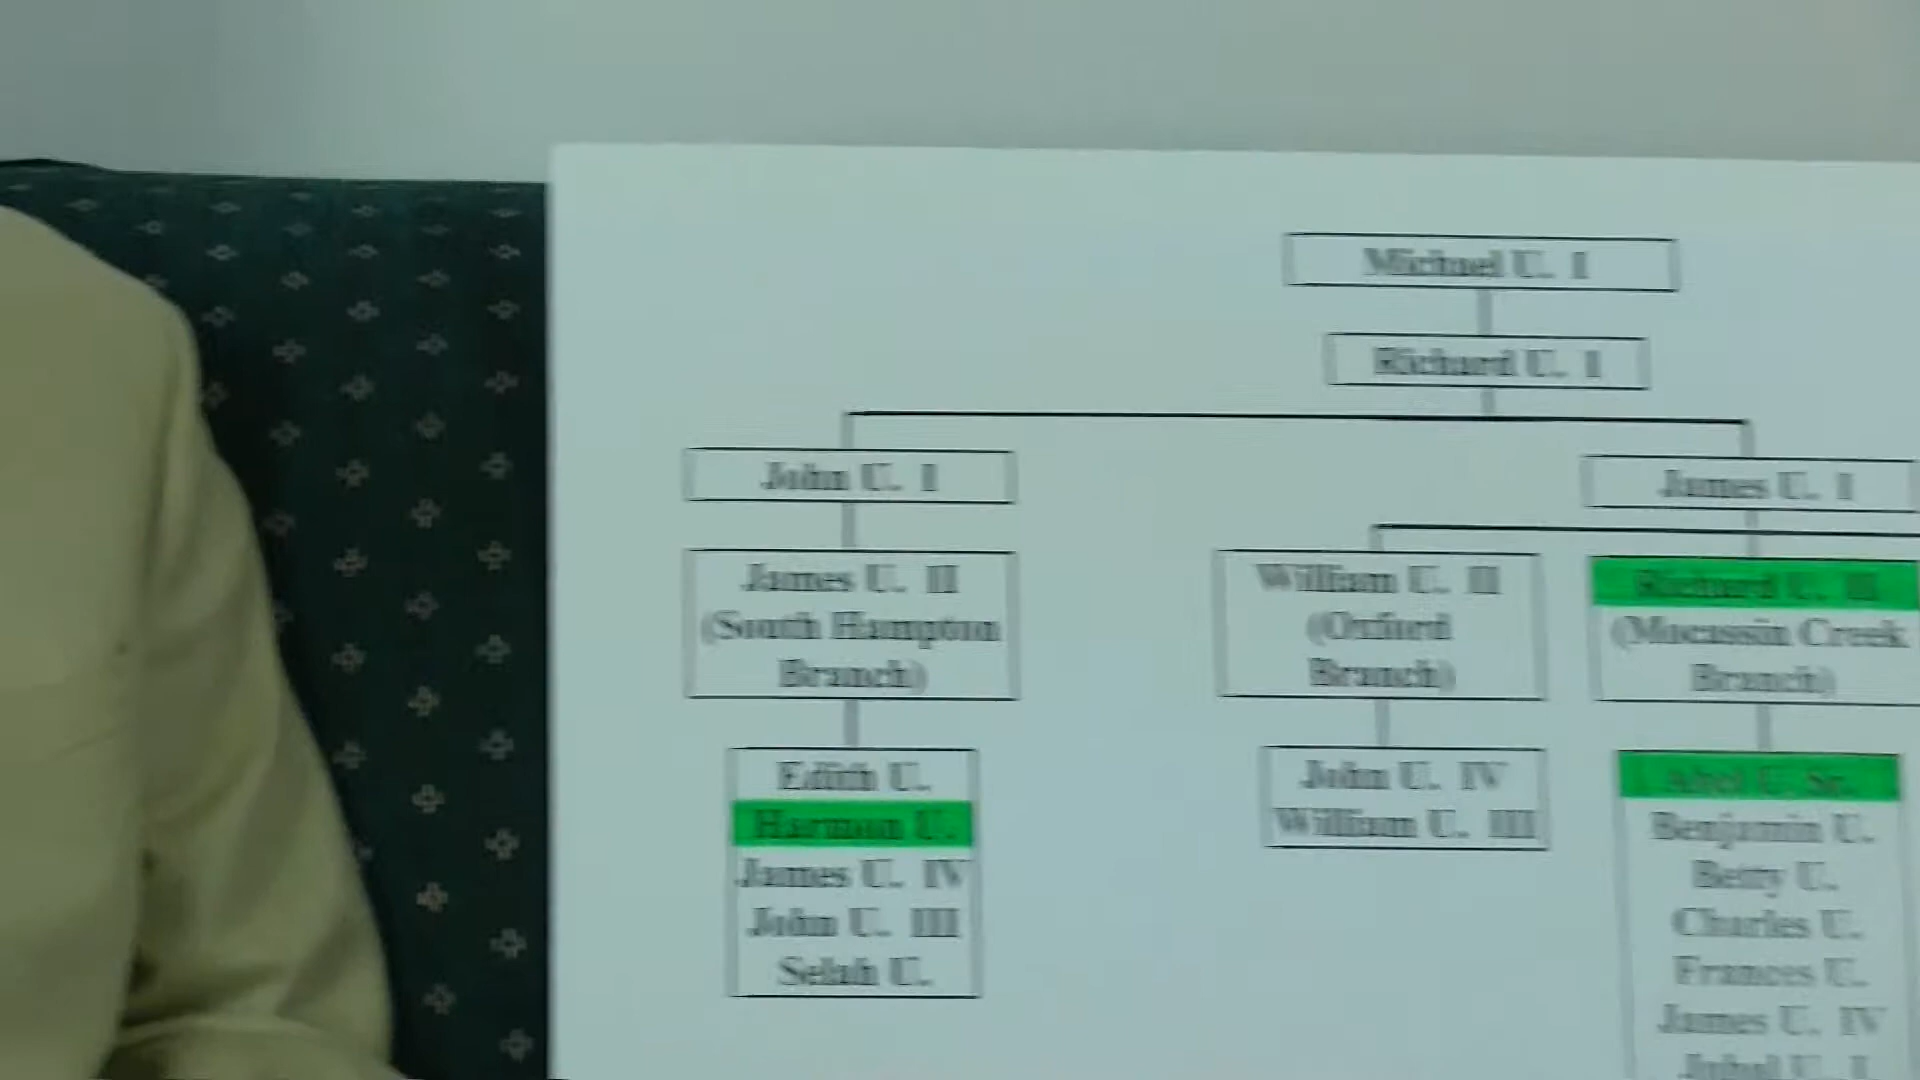 Michael U. I
Richard U. I
John U. I
James U. I
James U. II
(South Hampton
Branch)
William U. II
(Oxford
Branch)
Richard U. II
(Mocassin Creek
Branch)
Edith U.
Harmon U.
James U. IV
John U. III
Selah U.
John U. IV
William U. III
Abel U. Sr.
Benjamin U.
Betty U.
Charles U.
Frances U.
James U. IV